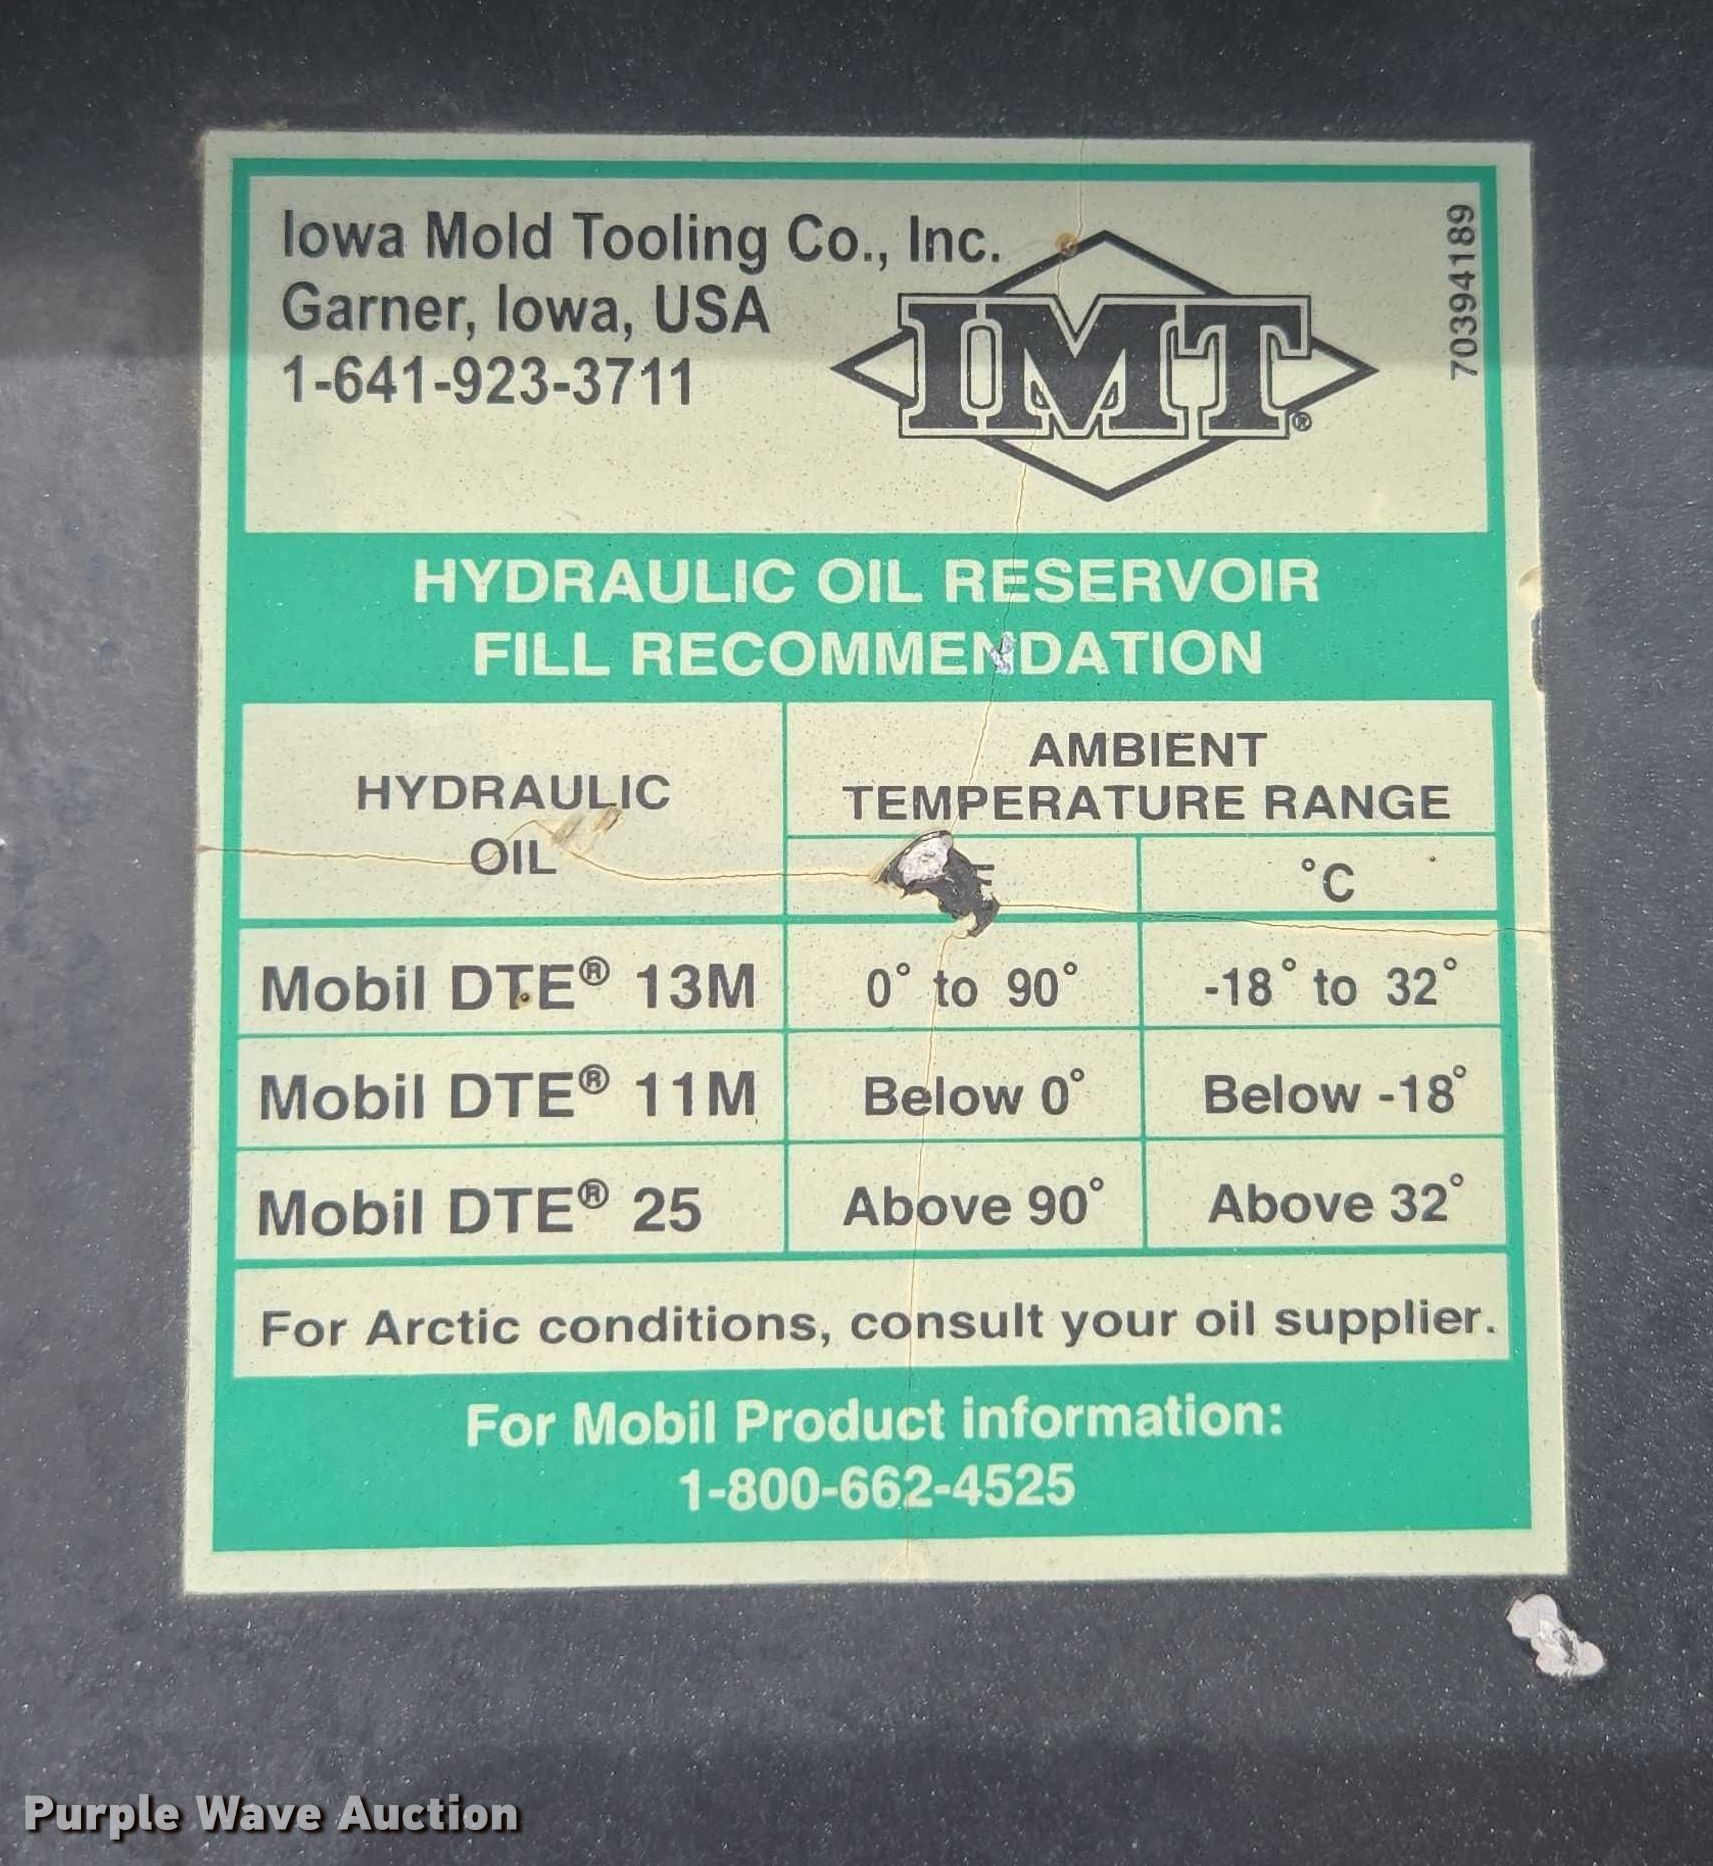 Iowa Mold Tooling Co., Inc.
Garner, Iowa, USA
1-641-923-3711
IMT®
70394189
HYDRAULIC OIL RESERVOIR
FILL RECOMMENDATION
HYDRAULIC
OIL
AMBIENT
TEMPERATURE RANGE
°C
Mobil DTE® 13M 0° to 90° -18° to 32°
Mobil DTE® 11M Below 0° Below -18°
Mobil DTE® 25 Above 90° Above 32°
For Arctic conditions, consult your oil supplier.
For Mobil Product information:
1-800-662-4525
Purple Wave Auction